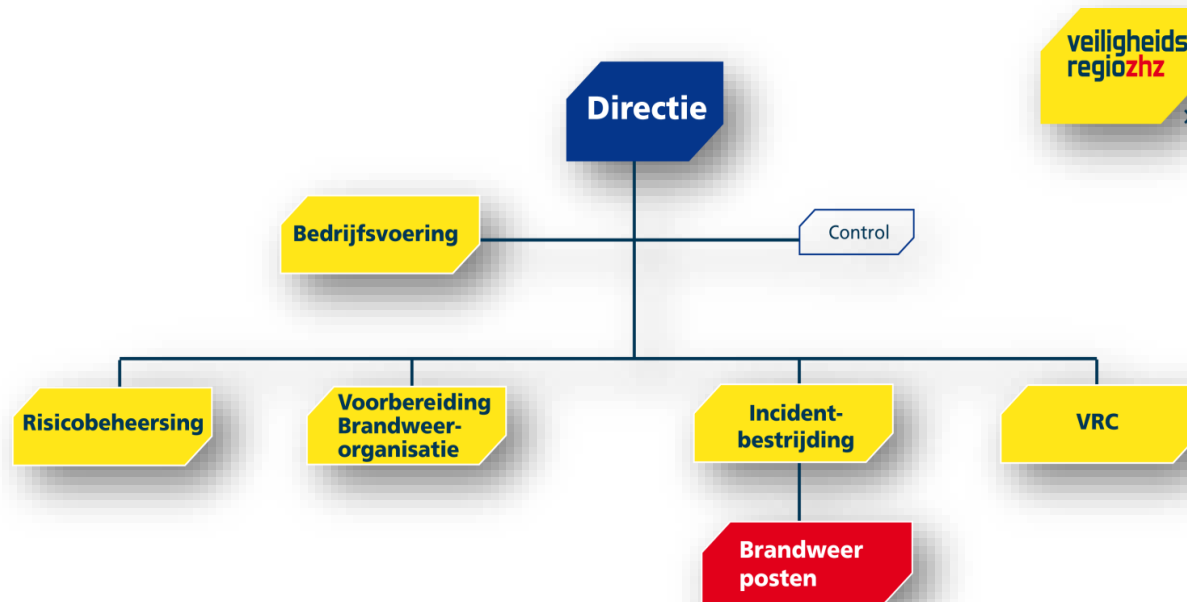 veiligheids
regiozhz
Directie
Bedrijfsvoering
Control
Risicobeheersing
Voorbereiding
Brandweer-
organisatie
Incident-
bestrijding
VRC
Brandweer
posten